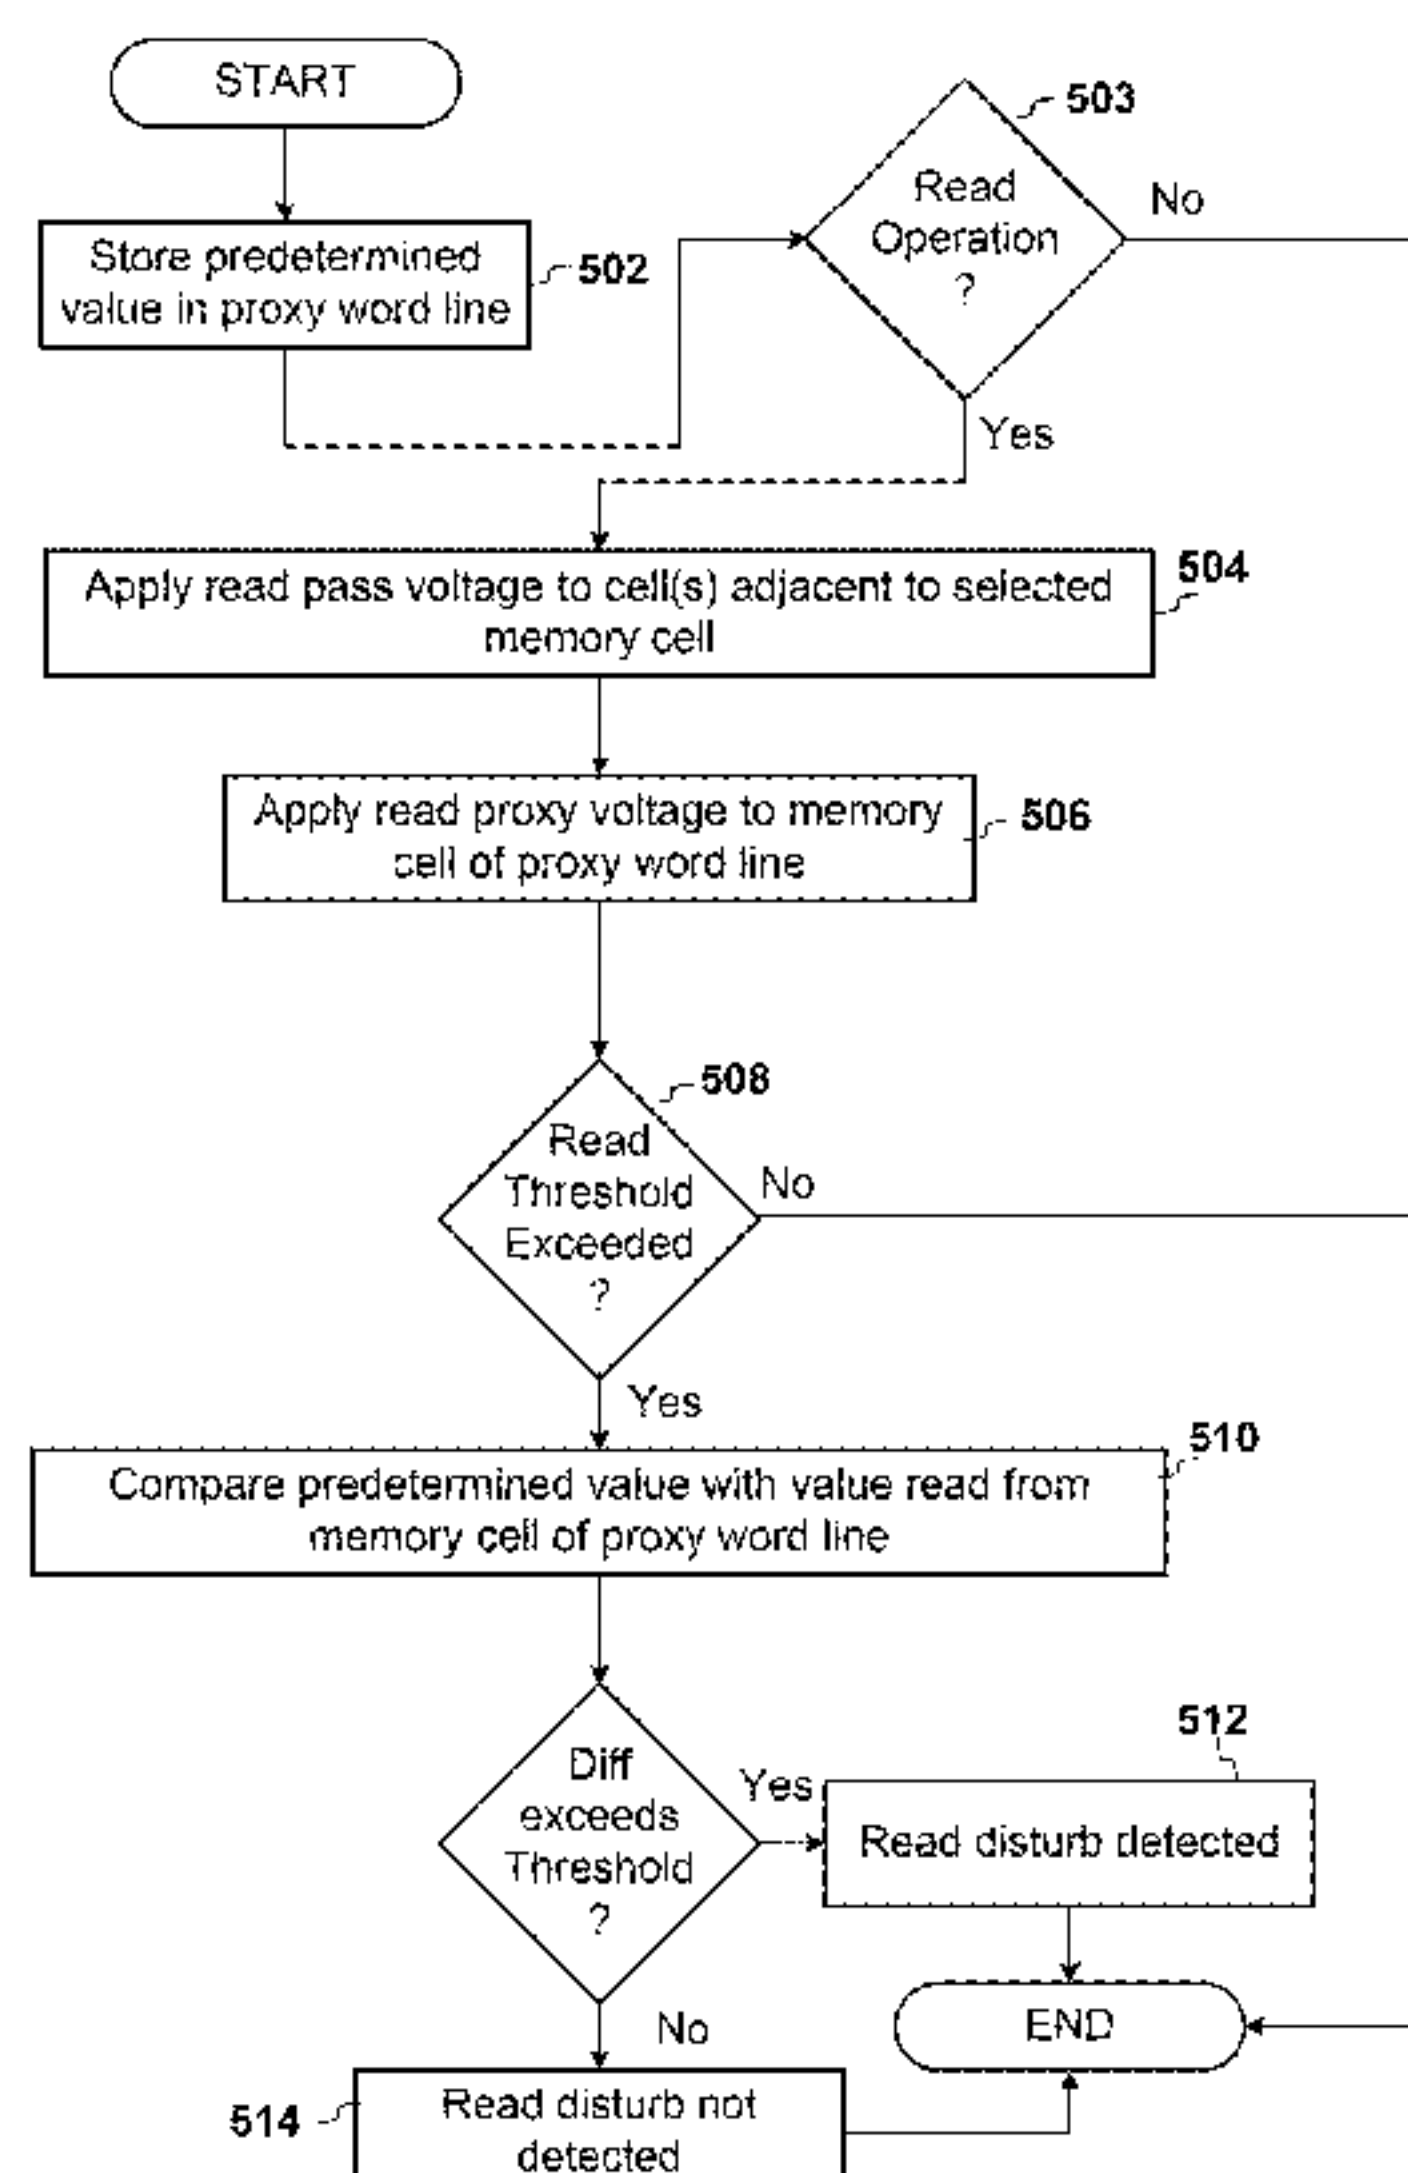 START
Store predetermined
value in proxy word line
502
503
Read
Operation
?
No
Yes
504
Apply read pass voltage to cell(s) adjacent to selected
memory cell
Apply read proxy voltage to memory
cell of proxy word line
506
508
Read
Threshold
Exceeded
?
No
Yes
510
Compare predetermined value with value read from
memory cell of proxy word line
Diff
exceeds
Threshold
?
Yes
512
Read disturb detected
END
No
514
Read disturb not
detected